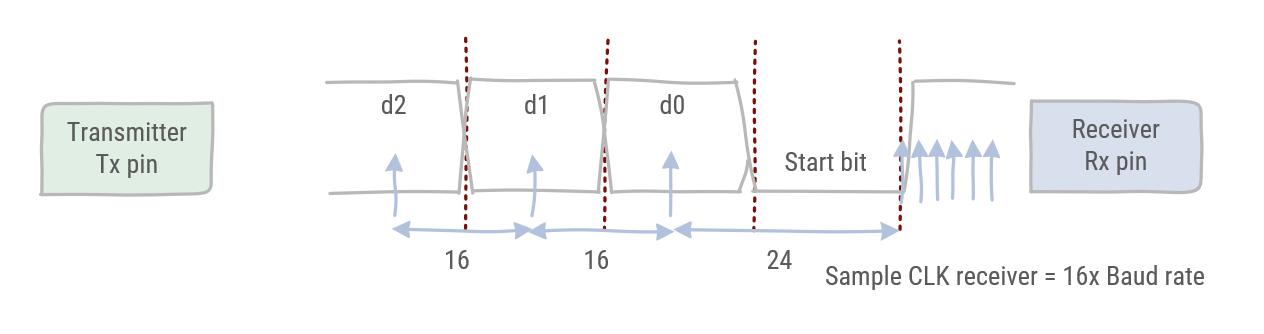 d2
d1
d0
Transmitter
Tx pin
Start bit
Receiver
Rx pin
16
16
24
Sample CLK receiver = 16x Baud rate